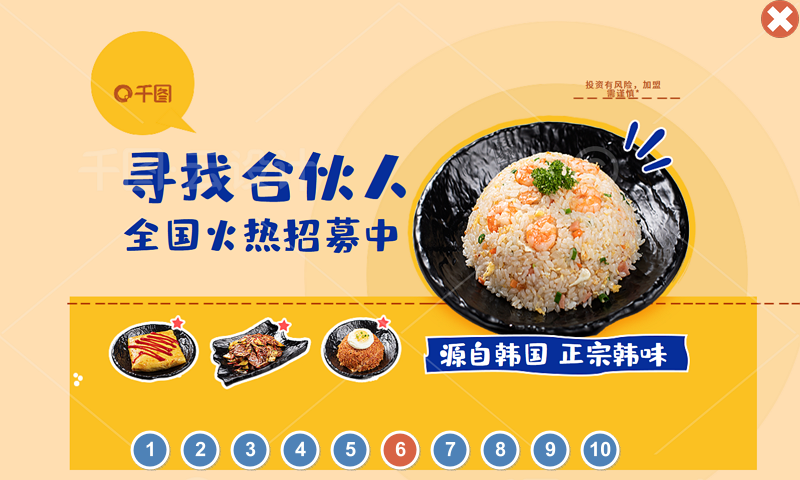 千图
投资有风险，加盟
需谨慎*
寻找合伙人
全国火热招募中
源自韩国 正宗韩味
1 2 3 4 5 6 7 8 9 10